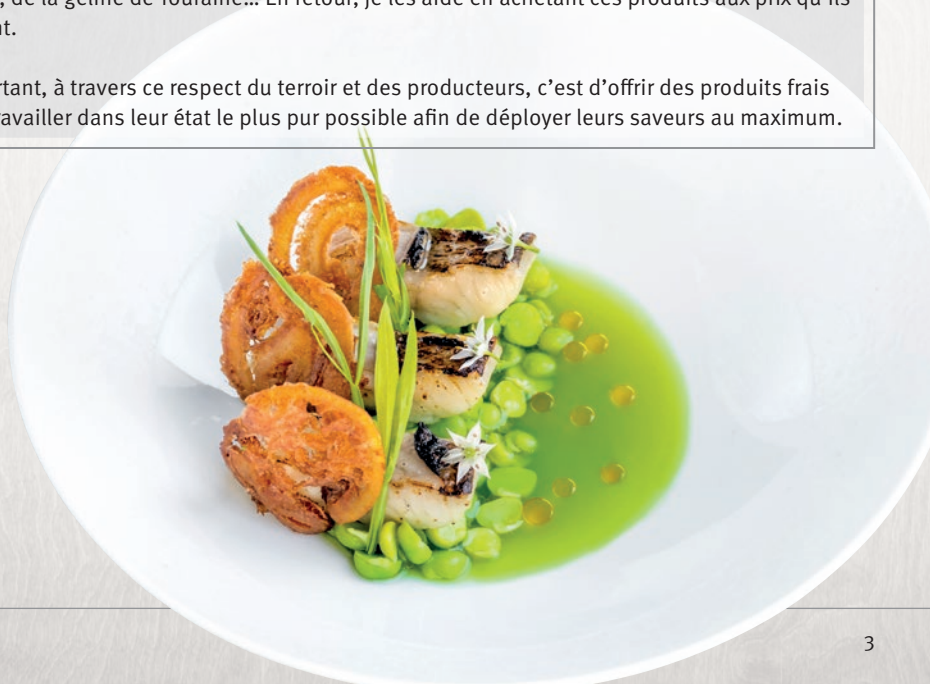 , de la géline de Touraine… En retour, je les aide en achetant ces produits aux prix qu'ils
nt.
rtant, à travers ce respect du terroir et des producteurs, c'est d'offrir des produits frais
ravailler dans leur état le plus pur possible afin de déployer leurs saveurs au maximum.
3